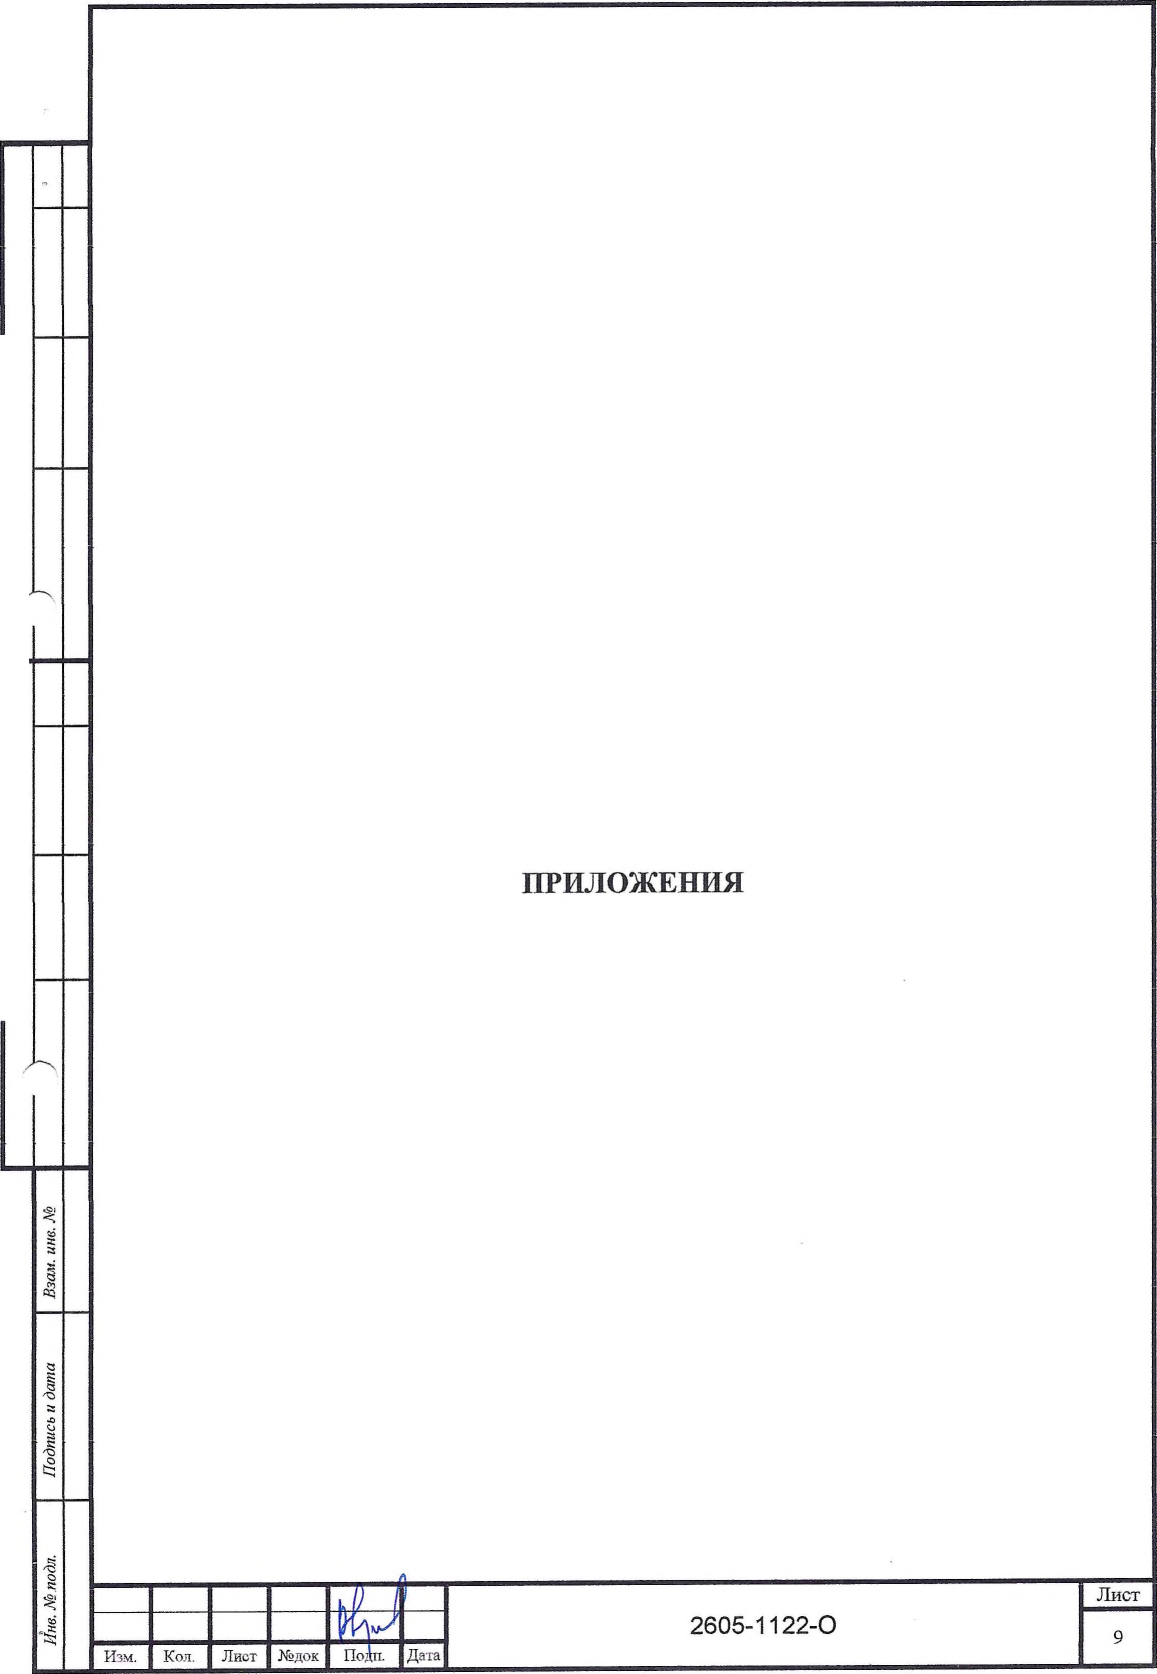 ПРИЛОЖЕНИЯ
Взам. инв. №
Подпись и дата
Инв. № подл.
Изм. Кол. Лист №док Подп. Дата
2605-1122-О
Лист
9